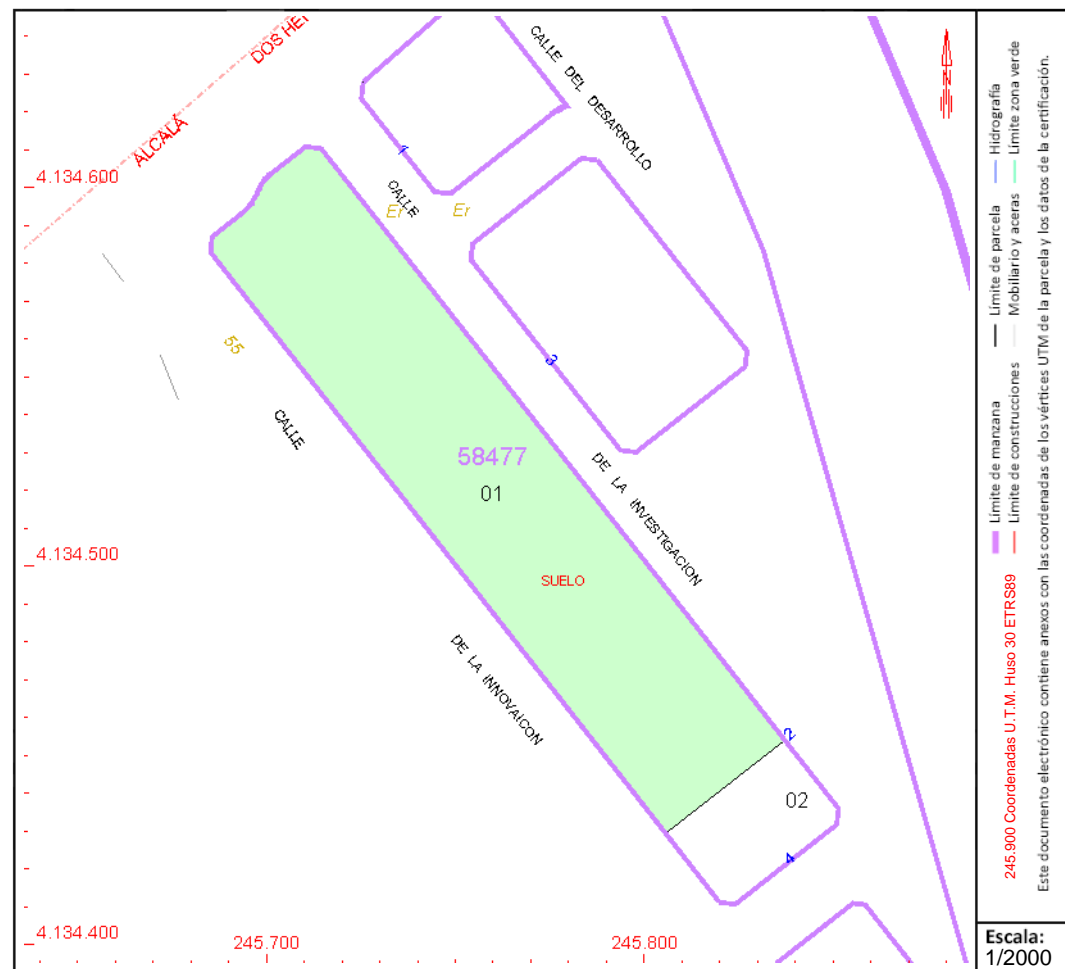 DOS HE
ALCALÁ
CALLE DEL DESARROLLO
1
CALLE
Er
Er
4.134.600
55
3
CALLE
58477
01
DE LA INVESTIGACION
4.134.500
SUELO
DE LA INNOVAICON
2
02
4
4.134.400
245.700
245.800
N
Hidrografía
Límite zona verde
Límite de parcela
Mobiliario y aceras
Límite de manzana
Límite de construcciones
245.900 Coordenadas U.T.M. Huso 30 ETRS89
Este documento electrónico contiene anexos con las coordenadas de los vértices UTM de la parcela y los datos de la certificación.
Escala:
1/2000